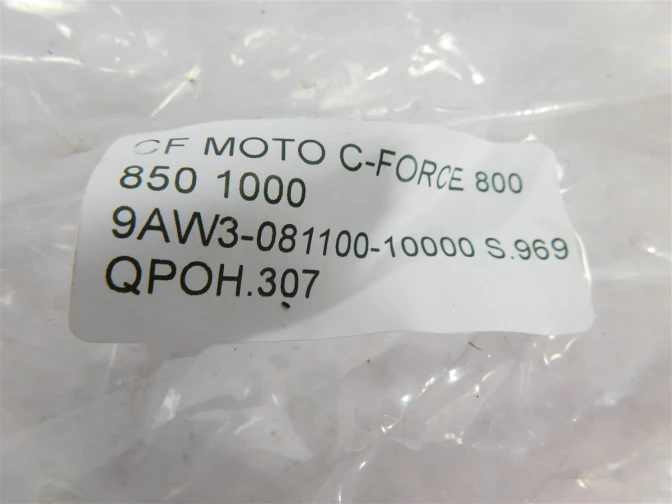 CF MOTO C-FORCE 800
850 1000
9AW3-081100-10000 S.969
QPOH.307